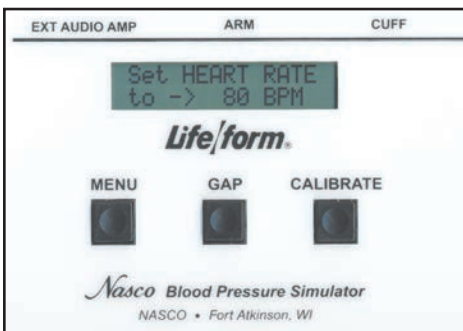 EXT AUDIO AMP ARM CUFF
Set HEART RATE
to -> 80 BPM
Life/form®
MENU GAP CALIBRATE
Nasco Blood Pressure Simulator
NASCO • Fort Atkinson, WI